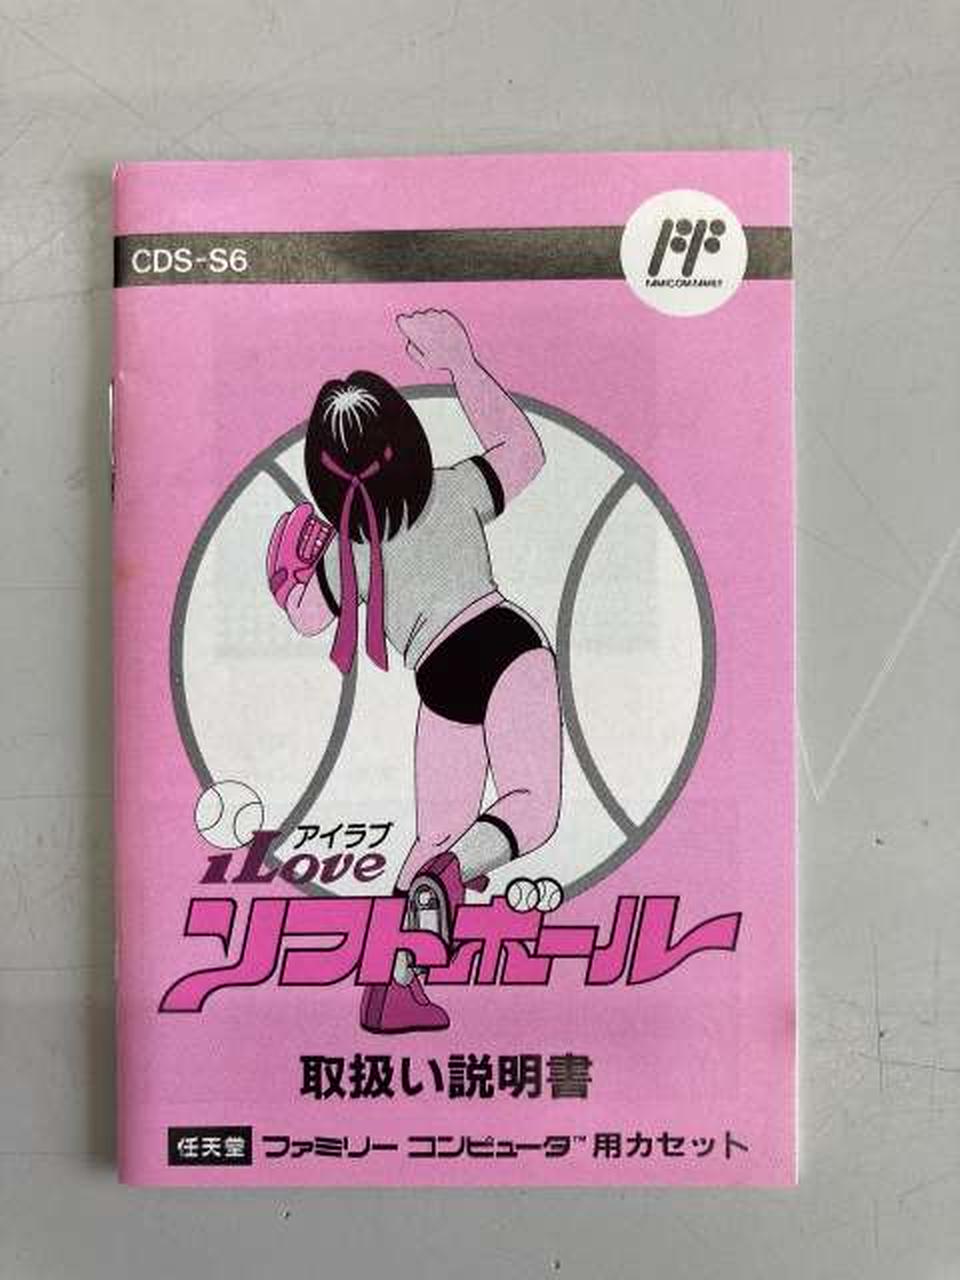 CDS-S6
FAMICOM FAMILY
アイラブ
iLove
ソフトボール
取扱い説明書
任天堂 ファミリー コンピュータ™用カセット